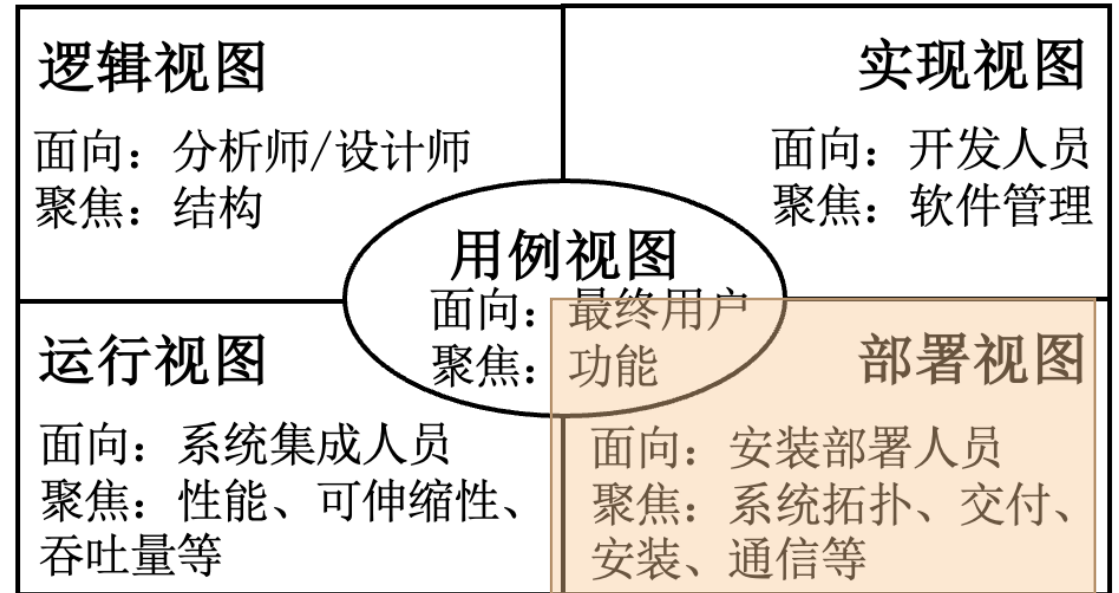 逻辑视图
面向：分析师/设计师
聚焦：结构
实现视图
面向：开发人员
聚焦：软件管理
用例视图
面向：最终用户
聚焦：功能
运行视图
面向：系统集成人员
聚焦：性能、可伸缩性、
吞吐量等
部署视图
面向：安装部署人员
聚焦：系统拓扑、交付、
安装、通信等